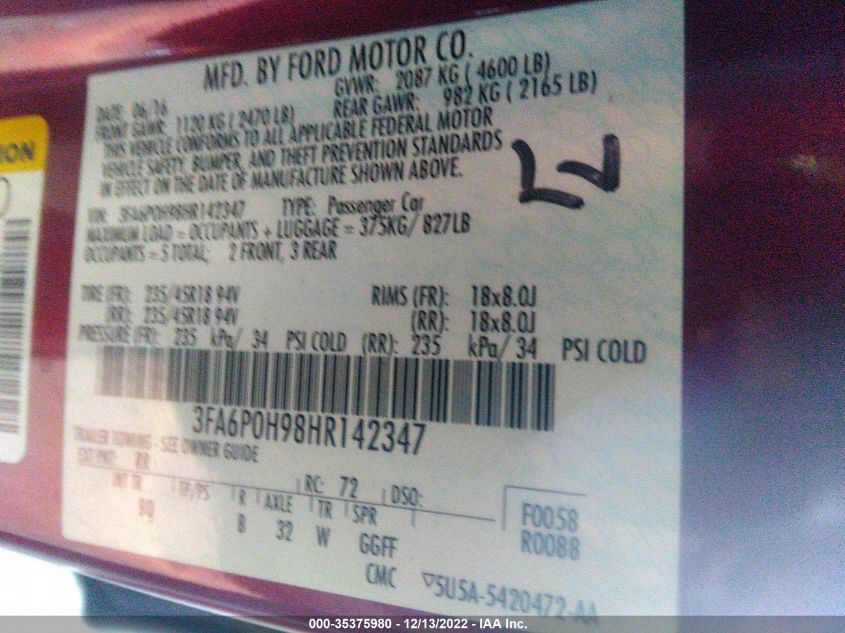 MFD. BY FORD MOTOR CO.
DATE: 06/16 GVWR: 2087 KG ( 4600 LB)
FRONT GAWR: 1120 KG ( 2470 LB) REAR GAWR: 982 KG ( 2165 LB)
THIS VEHICLE CONFORMS TO ALL APPLICABLE FEDERAL MOTOR
VEHICLE SAFETY, BUMPER, AND THEFT PREVENTION STANDARDS
IN EFFECT ON THE DATE OF MANUFACTURE SHOWN ABOVE.
VIN: 3FA6P0H98HR142347 TYPE: Passenger Car
MAXIMUM LOAD = OCCUPANTS + LUGGAGE = 375KG/ 827LB
OCCUPANTS = 5 TOTAL; 2 FRONT, 3 REAR
TIRE (FR): 235/45R18 94V RIMS (FR): 18x8.0J
(RR): 235/45R18 94V (RR): 18x8.0J
PRESSURE (FR): 235 kPa/ 34 PSI COLD (RR): 235 kPa/ 34 PSI COLD
3FA6P0H98HR142347
TRAILER TOWING - SEE OWNER GUIDE
EXT PNT: RR RC: 72 DSO:
INT TR TP/PS R AXLE TR SPR F0058
BQ B 32 W GGFF R0088
CMC ▽5U5A-5420472-AA
ION
000-35375980 - 12/13/2022 - IAA Inc.